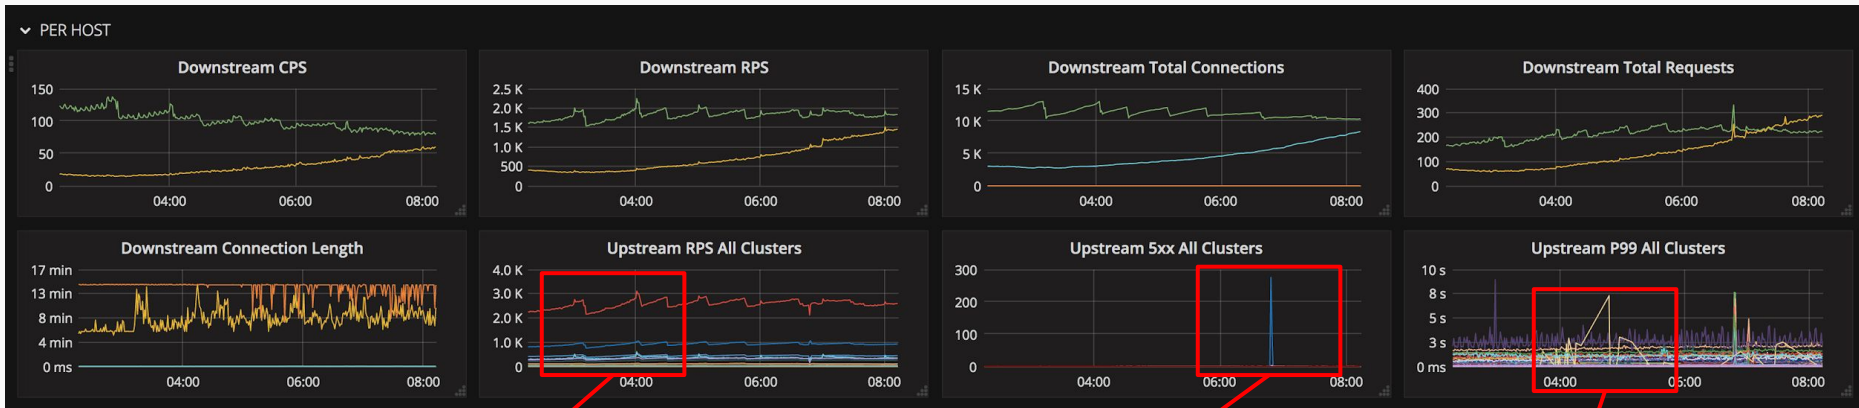 PER HOST
Downstream CPS
150
100
50
0
04:00 06:00 08:00
Downstream RPS
2.5 K
2.0 K
1.5 K
1.0 K
500
0
04:00 06:00 08:00
Downstream Total Connections
15 K
10 K
5 K
0
04:00 06:00 08:00
Downstream Total Requests
400
300
200
100
0
04:00 06:00 08:00
Downstream Connection Length
17 min
13 min
8 min
4 min
0 ms
04:00 06:00 08:00
Upstream RPS All Clusters
4.0 K
3.0 K
2.0 K
1.0 K
0
04:00 06:00 08:00
Upstream 5xx All Clusters
300
200
100
0
04:00 06:00 08:00
Upstream P99 All Clusters
10 s
8 s
5 s
3 s
0 ms
04:00 06:00 08:00